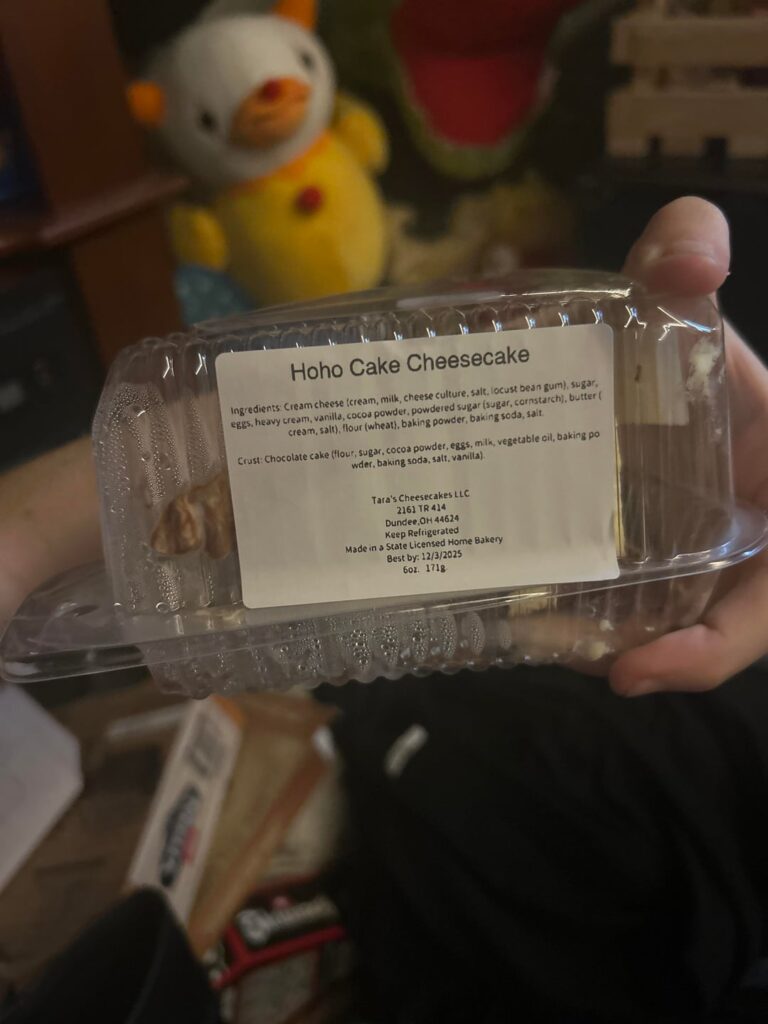 Hoho Cake Cheesecake
Ingredients: Cream cheese (cream, milk, cheese culture, salt, locust bean gum), sugar,
eggs, heavy cream, vanilla, cocoa powder, powdered sugar (sugar, cornstarch), butter (
cream, salt), flour (wheat), baking powder, baking soda, salt.
Crust: Chocolate cake (flour, sugar, cocoa powder, eggs, milk, vegetable oil, baking po
wder, baking soda, salt, vanilla).
Tara's Cheesecakes LLC
2161 TR 414
Dundee,OH 44624
Keep Refrigerated
Made in a State Licensed Home Bakery
Best by: 12/3/2025
6oz. 171g